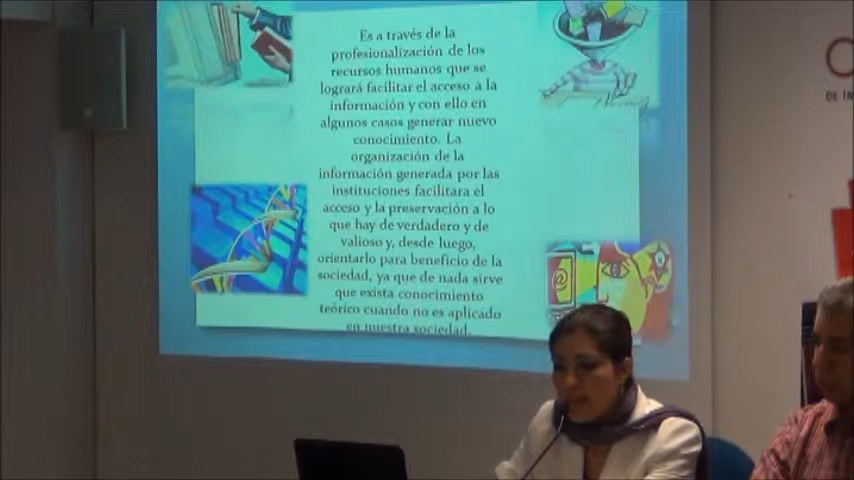 Es a través de la
profesionalización de los
recursos humanos que se
logrará facilitar el acceso a la
información y con ello en
algunos casos generar nuevo
conocimiento. La
organización de la
información generada por las
instituciones facilitara el
acceso y la preservación a lo
que hay de verdadero y de
valioso y, desde luego,
orientarlo para beneficio de la
sociedad, ya que de nada sirve
que exista conocimiento
teórico cuando no es aplicado
en nuestra sociedad.
@
DE IN